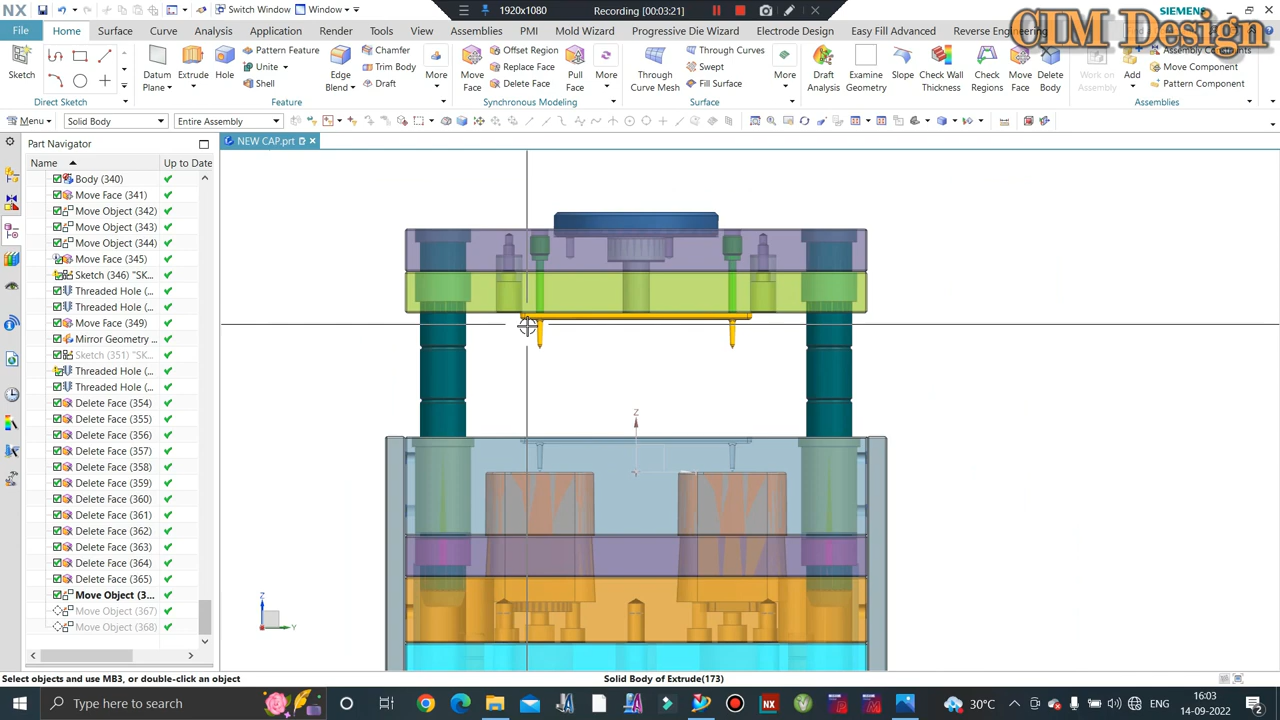 NX
Switch Window
Window
1920x1080
Recording [00:03:21]
SIEMENS
CIM Design
File
Home
Surface
Curve
Analysis
Application
Render
Tools
View
Assemblies
PMI
Mold Wizard
Progressive Die Wizard
Electrode Design
Easy Fill Advanced
Reverse Engineering
Sketch
Direct Sketch
Datum Plane
Extrude
Hole
Pattern Feature
Unite
Shell
Edge Blend
Chamfer
Trim Body
Draft
More
Feature
Move Face
Offset Region
Replace Face
Delete Face
Pull Face
More
Synchronous Modeling
Through Curve Mesh
Through Curves
Swept
Fill Surface
More
Surface
Draft Analysis
Examine Geometry
Slope
Check Wall Thickness
Check Regions
Move Face
Delete Body
Work on Assembly
Add
Assembly Constraints
Move Component
Pattern Component
Assemblies
Menu
Solid Body
Entire Assembly
Part Navigator
NEW CAP.prt
Name
Up to Date
Body (340)
Move Face (341)
Move Object (342)
Move Object (343)
Move Object (344)
Move Face (345)
Sketch (346) "SK...
Threaded Hole (...
Threaded Hole (...
Move Face (349)
Mirror Geometry ...
Sketch (351) "SK...
Threaded Hole (...
Threaded Hole (...
Delete Face (354)
Delete Face (355)
Delete Face (356)
Delete Face (357)
Delete Face (358)
Delete Face (359)
Delete Face (360)
Delete Face (361)
Delete Face (362)
Delete Face (363)
Delete Face (364)
Delete Face (365)
Move Object (3...
Move Object (367)
Move Object (368)
Z
Z
Y
Select objects and use MB3, or double-click an object
Solid Body of Extrude(173)
Type here to search
NX
30°C
ENG
16:03
14-09-2022
2